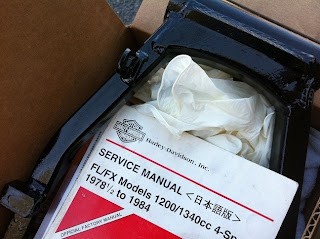 Harley-Davidson, Inc.
SERVICE MANUAL <日本語版>
FL/FX Models 1200/1340cc 4-S
1978½ to 1984
OFFICIAL FACTORY MANUAL